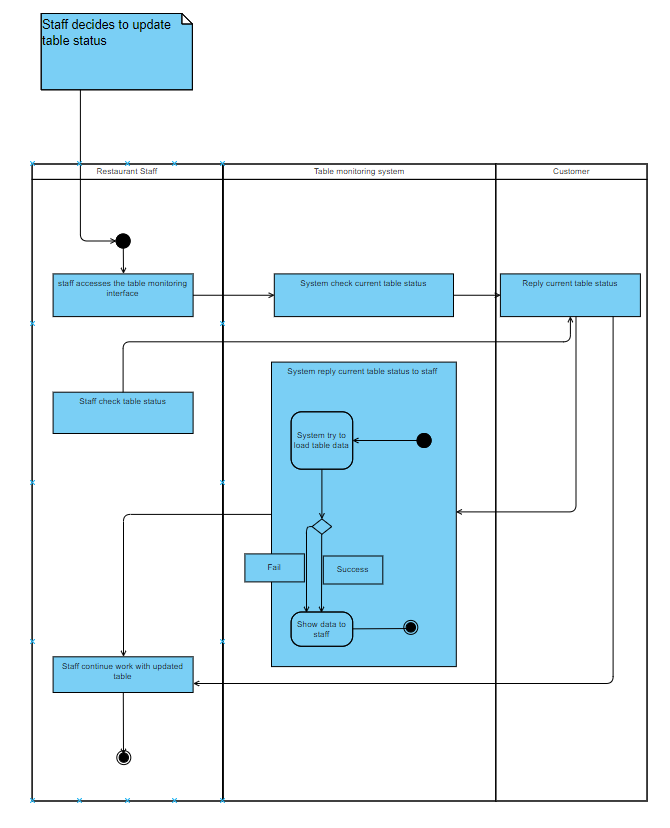 Staff decides to update
table status
Restaurant Staff
Table monitoring system
Customer
staff accesses the table monitoring
interface
System check current table status
Reply current table status
System reply current table status to staff
Staff check table status
System try to
load table data
Fail
Success
Show data to
staff
Staff continue work with updated
table